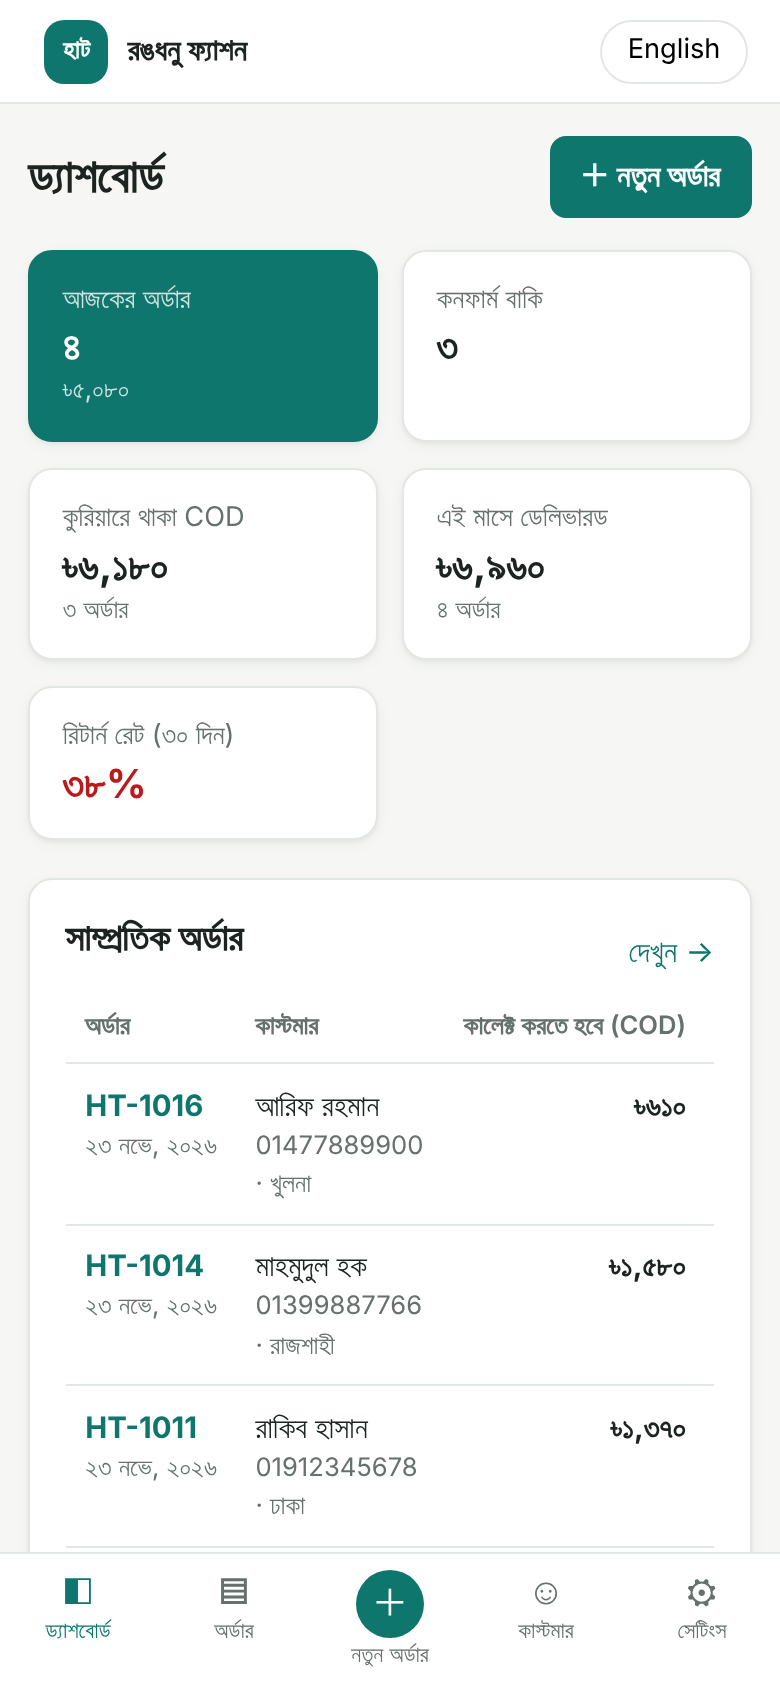 হাট
রঙধনু ফ্যাশন
English
ড্যাশবোর্ড
+ নতুন অর্ডার
আজকের অর্ডার
৪
৳৫,০৮০
কনফার্ম বাকি
৩
কুরিয়ারে থাকা COD
৳৬,১৮০
৩ অর্ডার
এই মাসে ডেলিভারড
৳৬,৯৬০
৪ অর্ডার
রিটার্ন রেট (৩০ দিন)
৩৮%
সাম্প্রতিক অর্ডার
দেখুন →
অর্ডার কাস্টমার কালেক্ট করতে হবে (COD)
HT-1016 আরিফ রহমান ৳৬১০
২৩ নভে, ২০২৬ 01477889900
· খুলনা
HT-1014 মাহমুদুল হক ৳১,৫৮০
২৩ নভে, ২০২৬ 01399887766
· রাজশাহী
HT-1011 রাকিব হাসান ৳১,৩৭০
২৩ নভে, ২০২৬ 01912345678
· ঢাকা
ড্যাশবোর্ড
অর্ডার
+
নতুন অর্ডার
কাস্টমার
সেটিংস